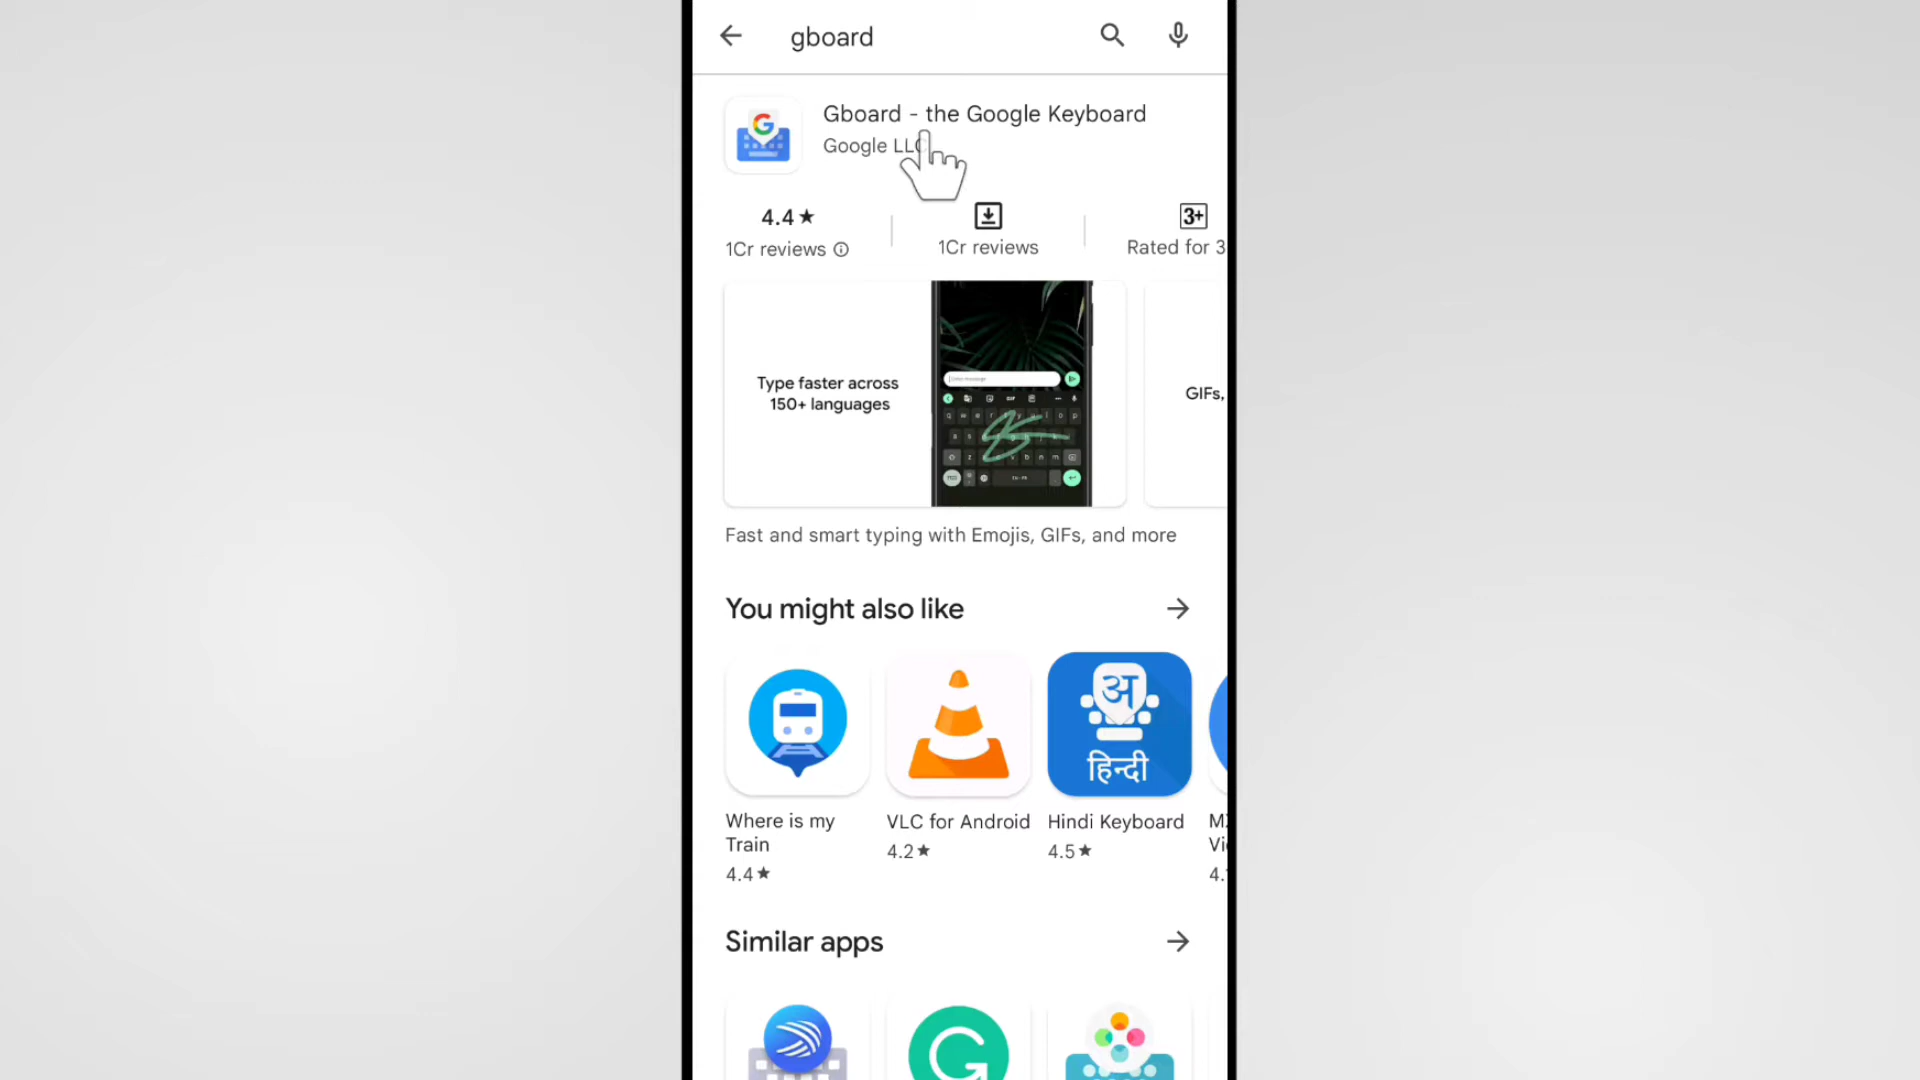 gboard
Gboard - the Google Keyboard
Google LLC
4.4★
1Cr reviews
1Cr reviews
3+
Rated for 3
Type faster across
150+ languages
GIFs,
Fast and smart typing with Emojis, GIFs, and more
You might also like
हिन्दी
Where is my
Train
4.4★
VLC for Android
4.2★
Hindi Keyboard
4.5★
Vi
4.
Similar apps